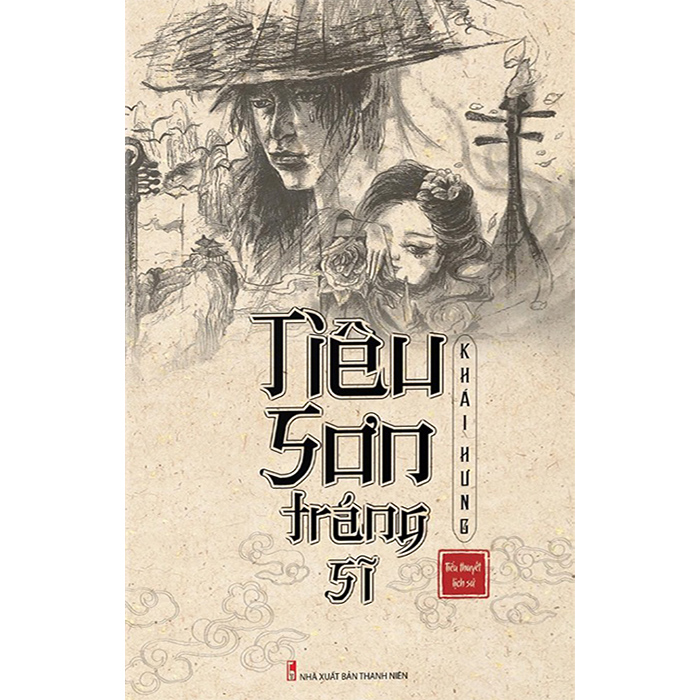 Tiêu
Sơn
tráng
sĩ
KHÁI HƯNG
Tiểu thuyết
lịch sử
NHÀ XUẤT BẢN THANH NIÊN